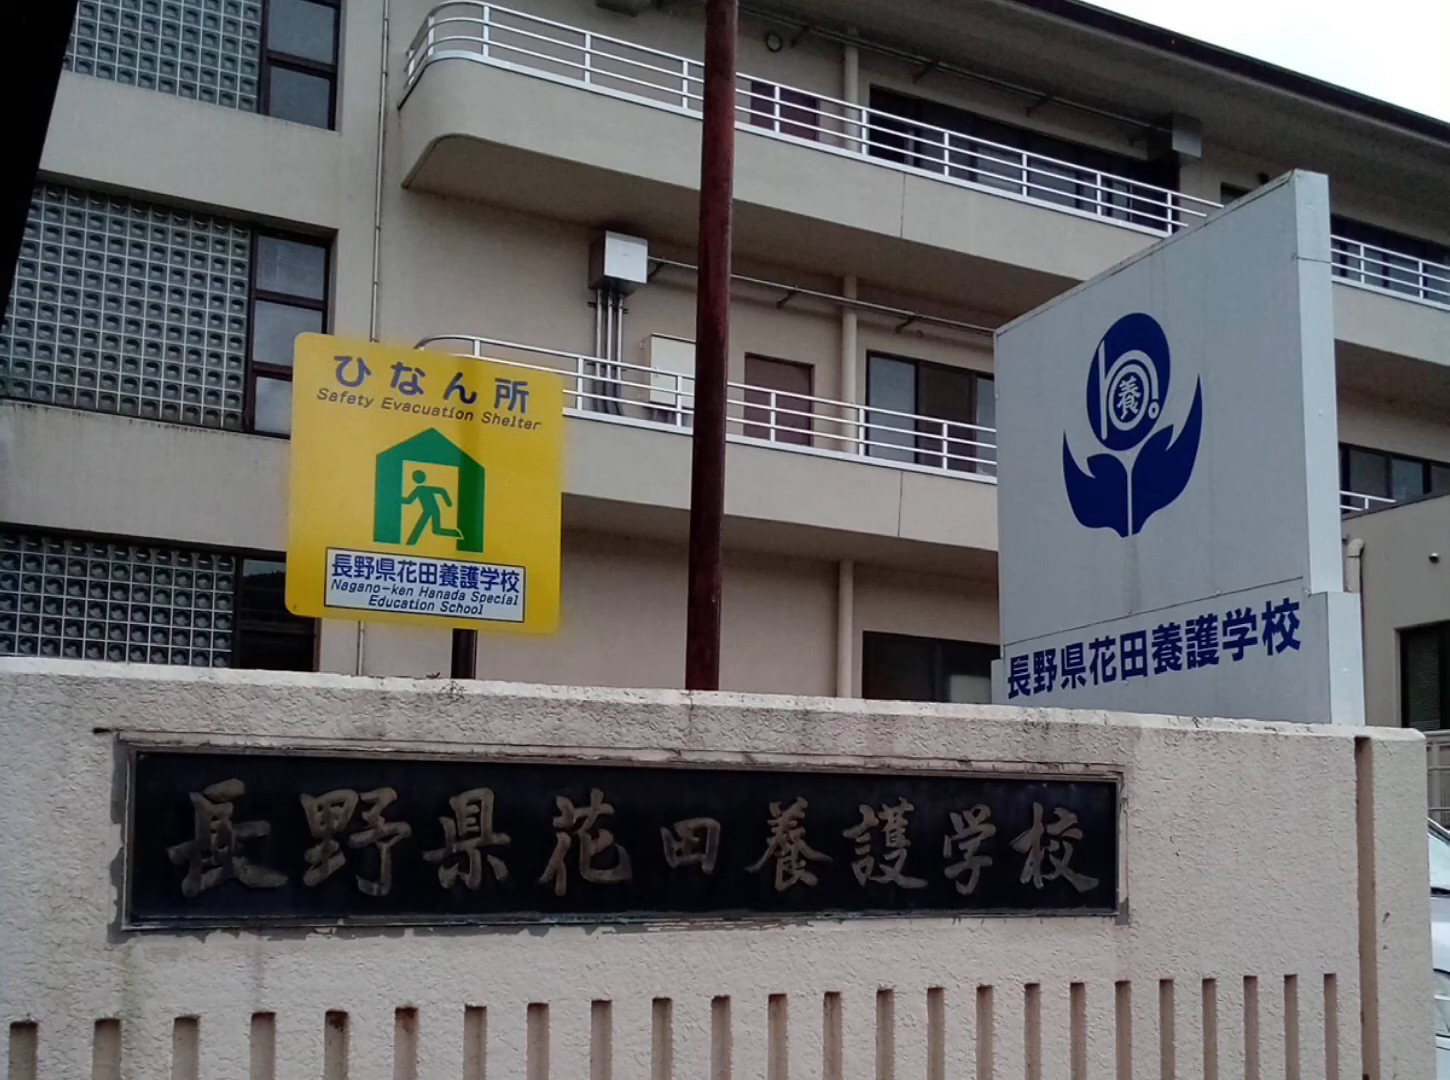 ひなん所
Safety Evacuation Shelter
長野県花田養護学校
Nagano-ken Hanada Special
Education School
養
長野県花田養護学校
長野県花田養護学校